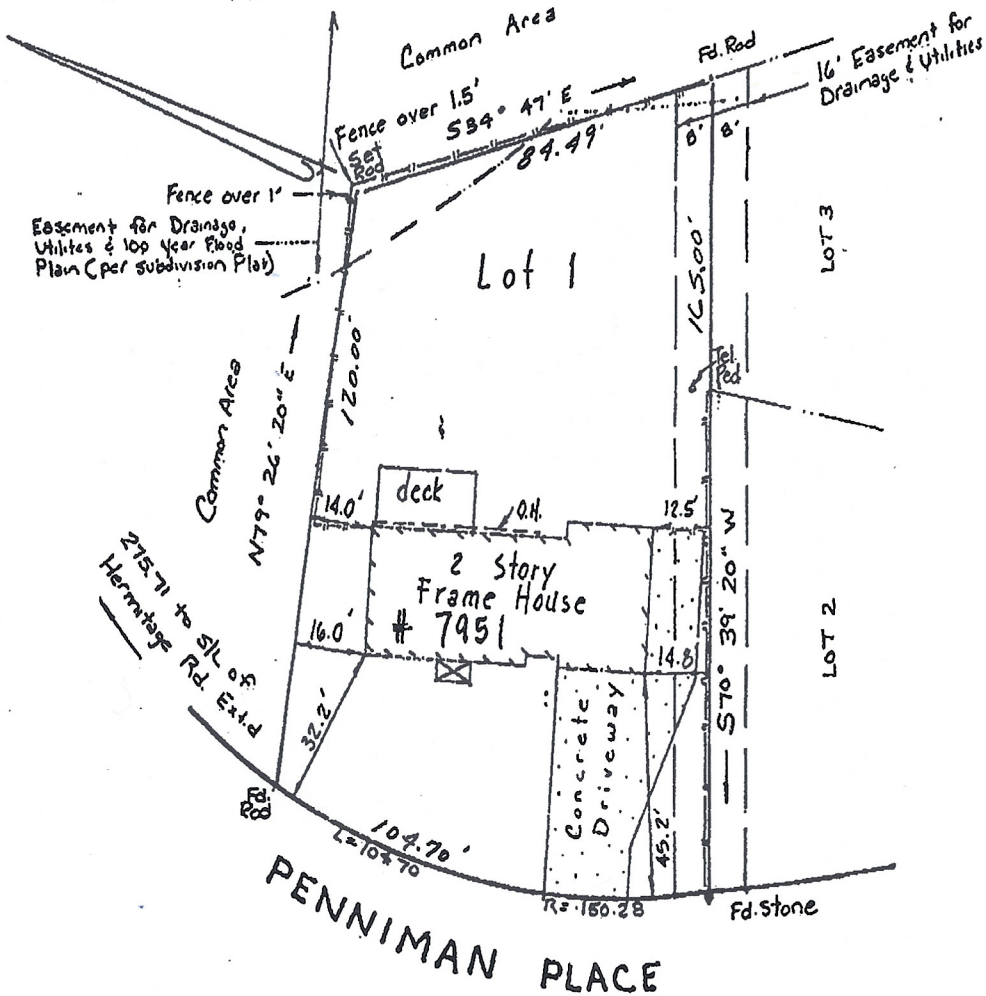 Common Area
Fd. Rod
16' Easement for
Drainage & Utilities
Fence over 1.5'
S34° 47' E
84.49'
Set
Rod
8' 8'
Fence over 1'
Easement for Drainage,
Utilites & 100 Year Flood
Plain (per subdivision Plat)
Lot 1
165.00'
LOT 3
Tel.
Ped.
120.00'
Common Area
N79° 26' 20" E
deck
14.0'
O.H.
12.5'
2 Story
Frame House
# 7951
16.0'
14.8
S70° 39' 20" W
LOT 2
275.71 to S/L of
Hermitage Rd. Ext.d
32.2'
Concrete
Driveway
45.2'
Fd.
Rod
104.70'
L=104.70
R=150.28
Fd. Stone
PENNIMAN PLACE